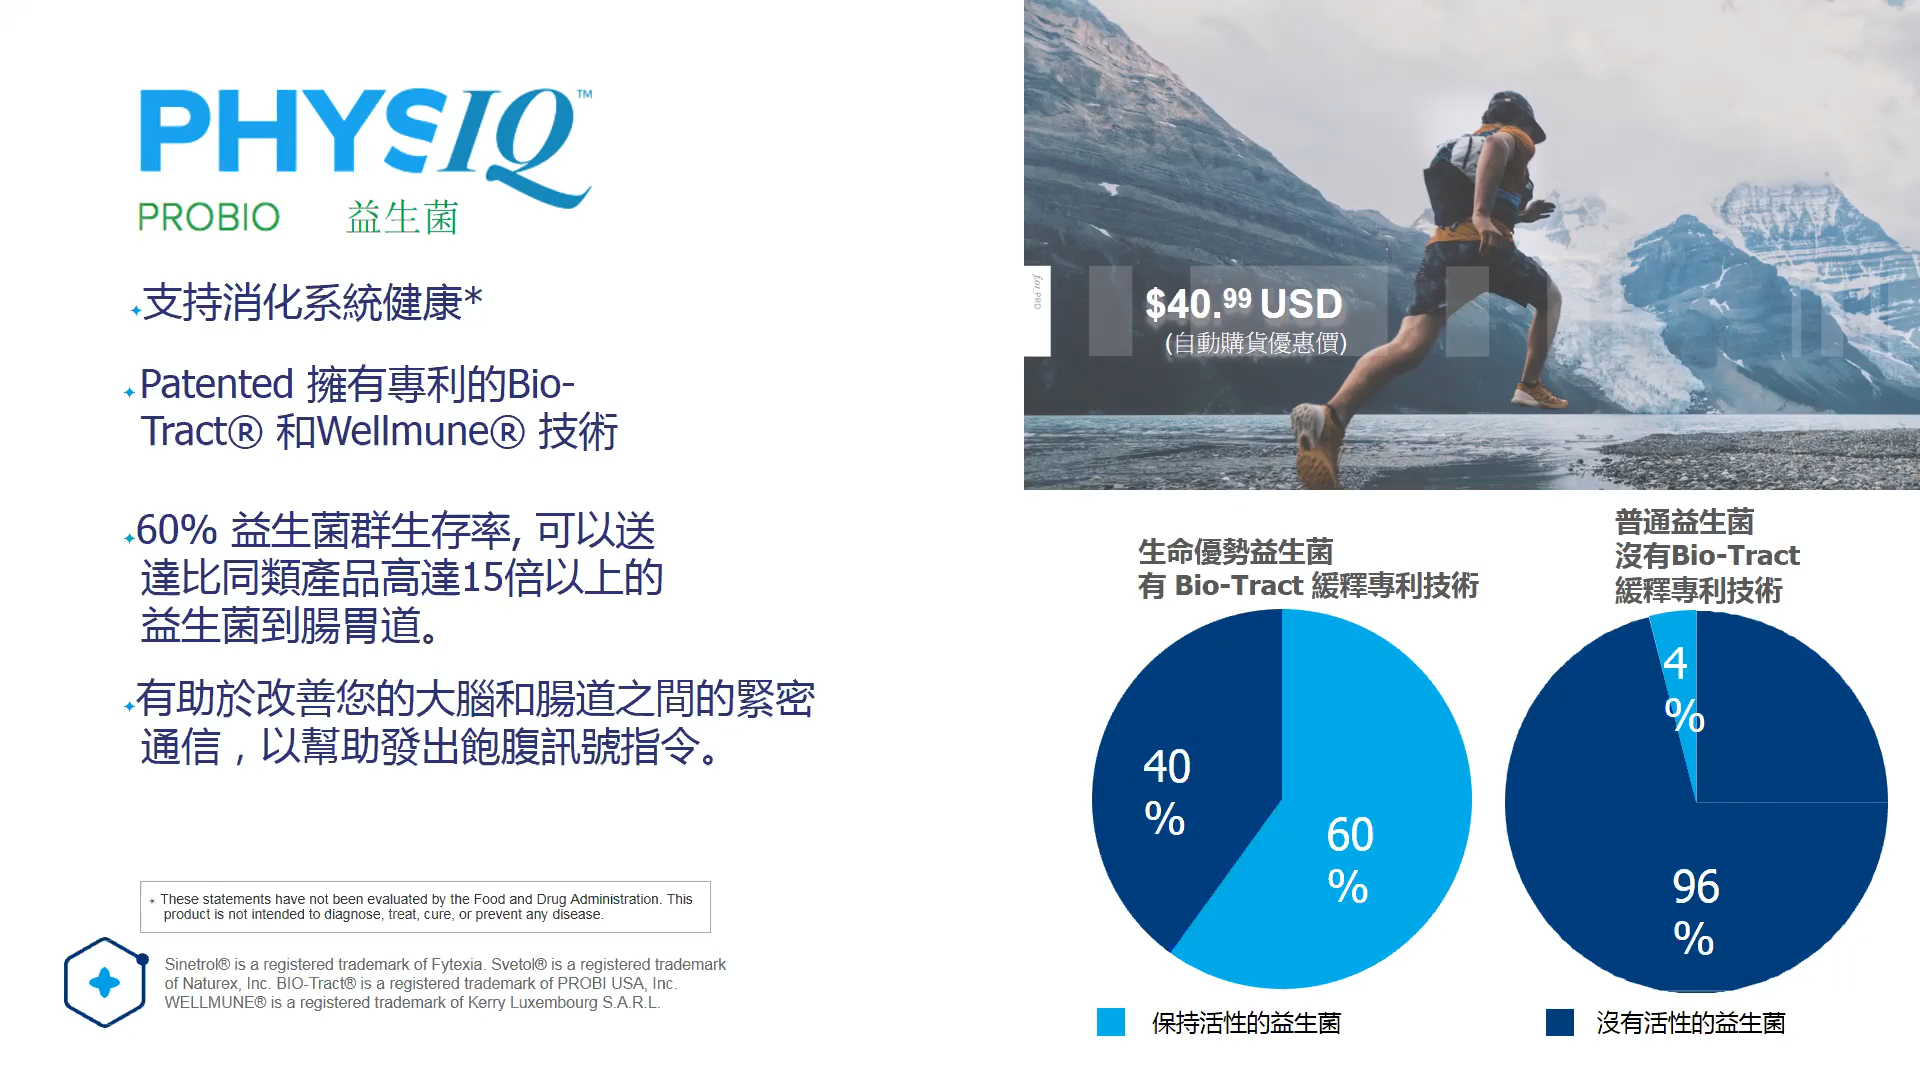 PHYSIQ™
PROBIO 益生菌
支持消化系統健康*
Patented 擁有專利的Bio-
Tract® 和Wellmune® 技術
60% 益生菌群生存率, 可以送
達比同類產品高達15倍以上的
益生菌到腸胃道。
有助於改善您的大腦和腸道之間的緊密
通信，以幫助發出飽腹訊號指令。
* These statements have not been evaluated by the Food and Drug Administration. This
product is not intended to diagnose, treat, cure, or prevent any disease.
Sinetrol® is a registered trademark of Fytexia. Svetol® is a registered trademark
of Naturex, Inc. BIO-Tract® is a registered trademark of PROBI USA, Inc.
WELLMUNE® is a registered trademark of Kerry Luxembourg S.A.R.L.
$40.99 USD
(自動購貨優惠價)
生命優勢益生菌
有 Bio-Tract 緩釋專利技術
40
%
60
%
普通益生菌
沒有Bio-Tract
緩釋專利技術
4
%
96
%
保持活性的益生菌
沒有活性的益生菌